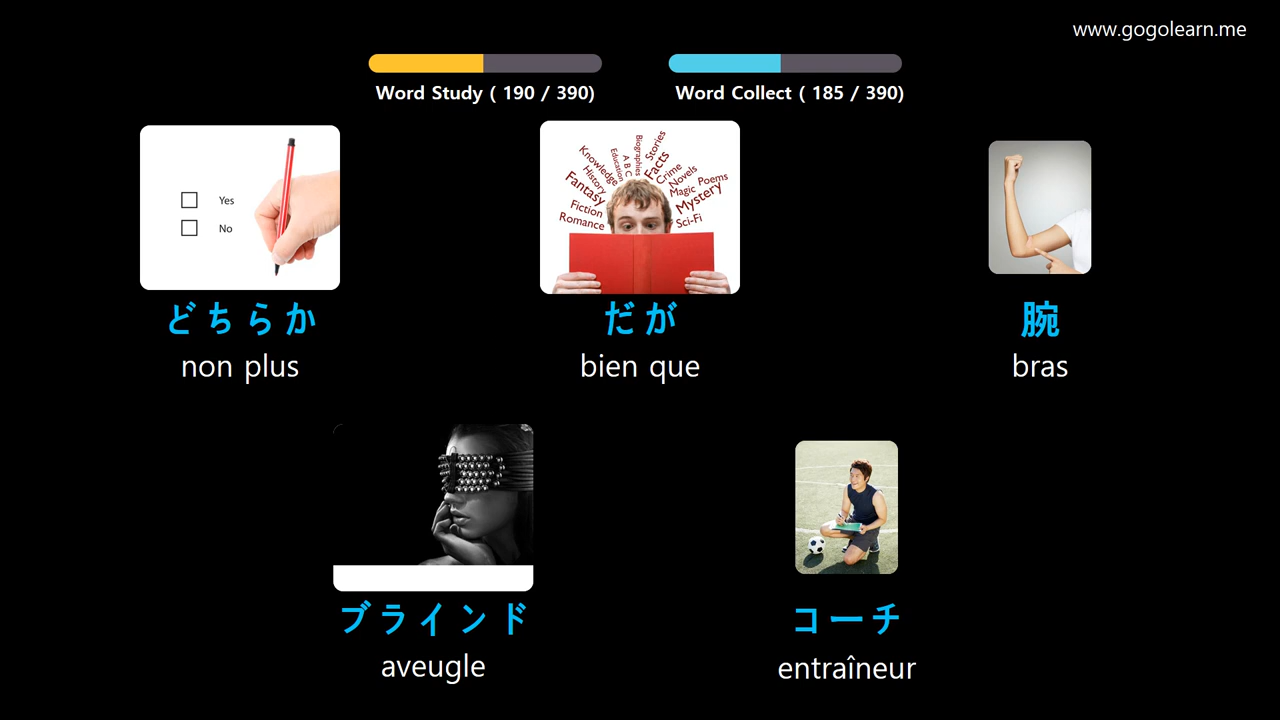 www.gogolearn.me
Word Study ( 190 / 390)
Word Collect ( 185 / 390)
Yes
No
Knowledge
Education
A B C
Biographies
Stories
Facts
Crime
Novels
Magic
Poems
Mystery
Sci-Fi
History
Fantasy
Fiction
Romance
どちらか
non plus
だが
bien que
腕
bras
ブラインド
aveugle
コーチ
entraîneur